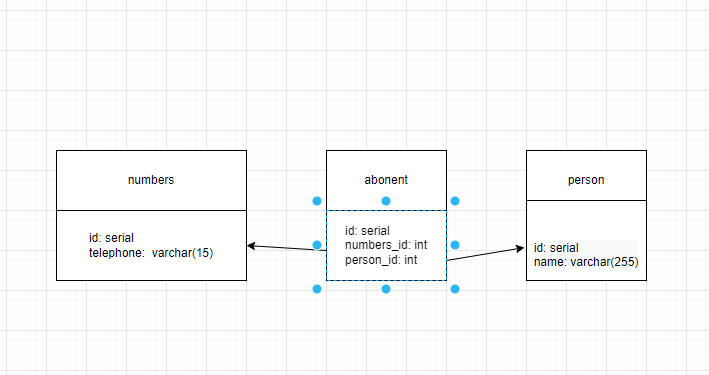 numbers
id: serial
telephone: varchar(15)
abonent
id: serial
numbers_id: int
person_id: int
person
id: serial
name: varchar(255)